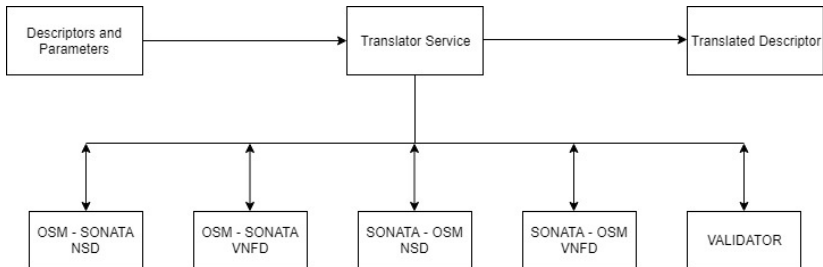 Descriptors and
Parameters
Translator Service
Translated Descriptor
OSM - SONATA
NSD
OSM - SONATA
VNFD
SONATA - OSM
NSD
SONATA - OSM
VNFD
VALIDATOR